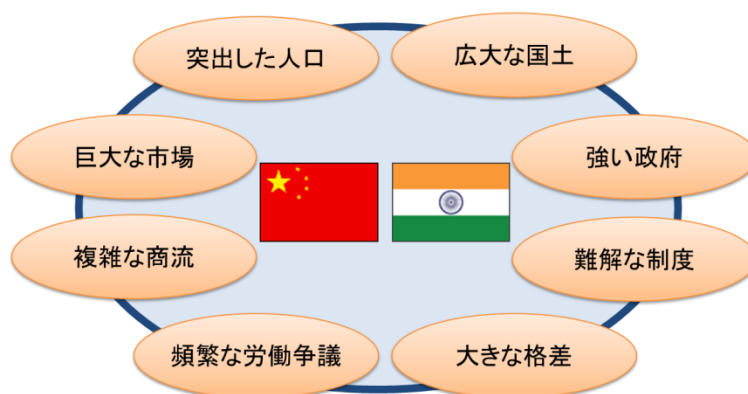 突出した人口
広大な国土
巨大な市場
強い政府
複雑な商流
難解な制度
頻繁な労働争議
大きな格差